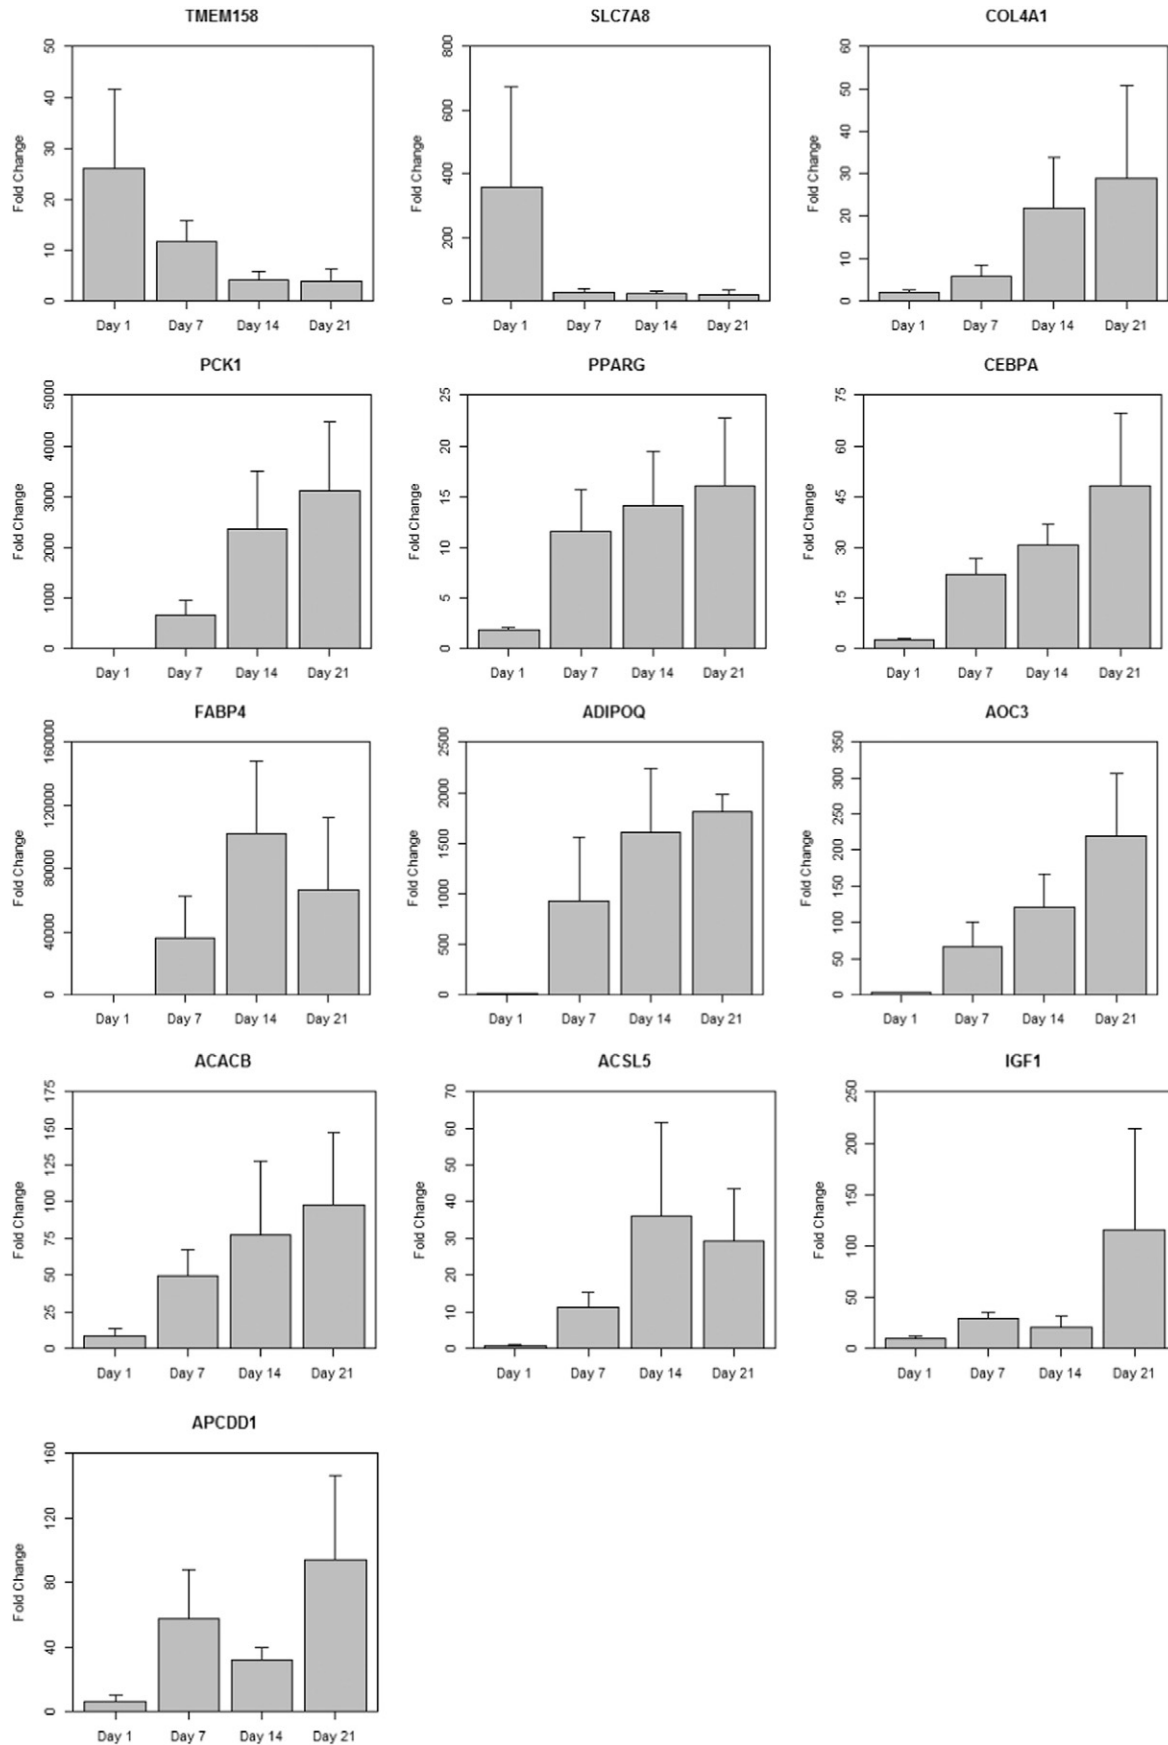 TMEM158 SLC7A8 COL4A1
Fold Change
50
40
30
20
10
0
Day 1 Day 7 Day 14 Day 21
Fold Change
800
600
400
200
0
Day 1 Day 7 Day 14 Day 21
Fold Change
60
50
40
30
20
10
0
Day 1 Day 7 Day 14 Day 21
PCK1 PPARG CEBPA
Fold Change
5000
4000
3000
2000
1000
0
Day 1 Day 7 Day 14 Day 21
Fold Change
25
20
15
10
5
0
Day 1 Day 7 Day 14 Day 21
Fold Change
75
60
45
30
15
0
Day 1 Day 7 Day 14 Day 21
FABP4 ADIPOQ AOC3
Fold Change
160000
120000
80000
40000
0
Day 1 Day 7 Day 14 Day 21
Fold Change
2500
2000
1500
1000
500
0
Day 1 Day 7 Day 14 Day 21
Fold Change
350
300
250
200
150
100
50
0
Day 1 Day 7 Day 14 Day 21
ACACB ACSL5 IGF1
Fold Change
175
150
125
100
75
50
25
0
Day 1 Day 7 Day 14 Day 21
Fold Change
70
60
50
40
30
20
10
0
Day 1 Day 7 Day 14 Day 21
Fold Change
250
200
150
100
50
0
Day 1 Day 7 Day 14 Day 21
APCDD1
Fold Change
160
120
80
40
0
Day 1 Day 7 Day 14 Day 21